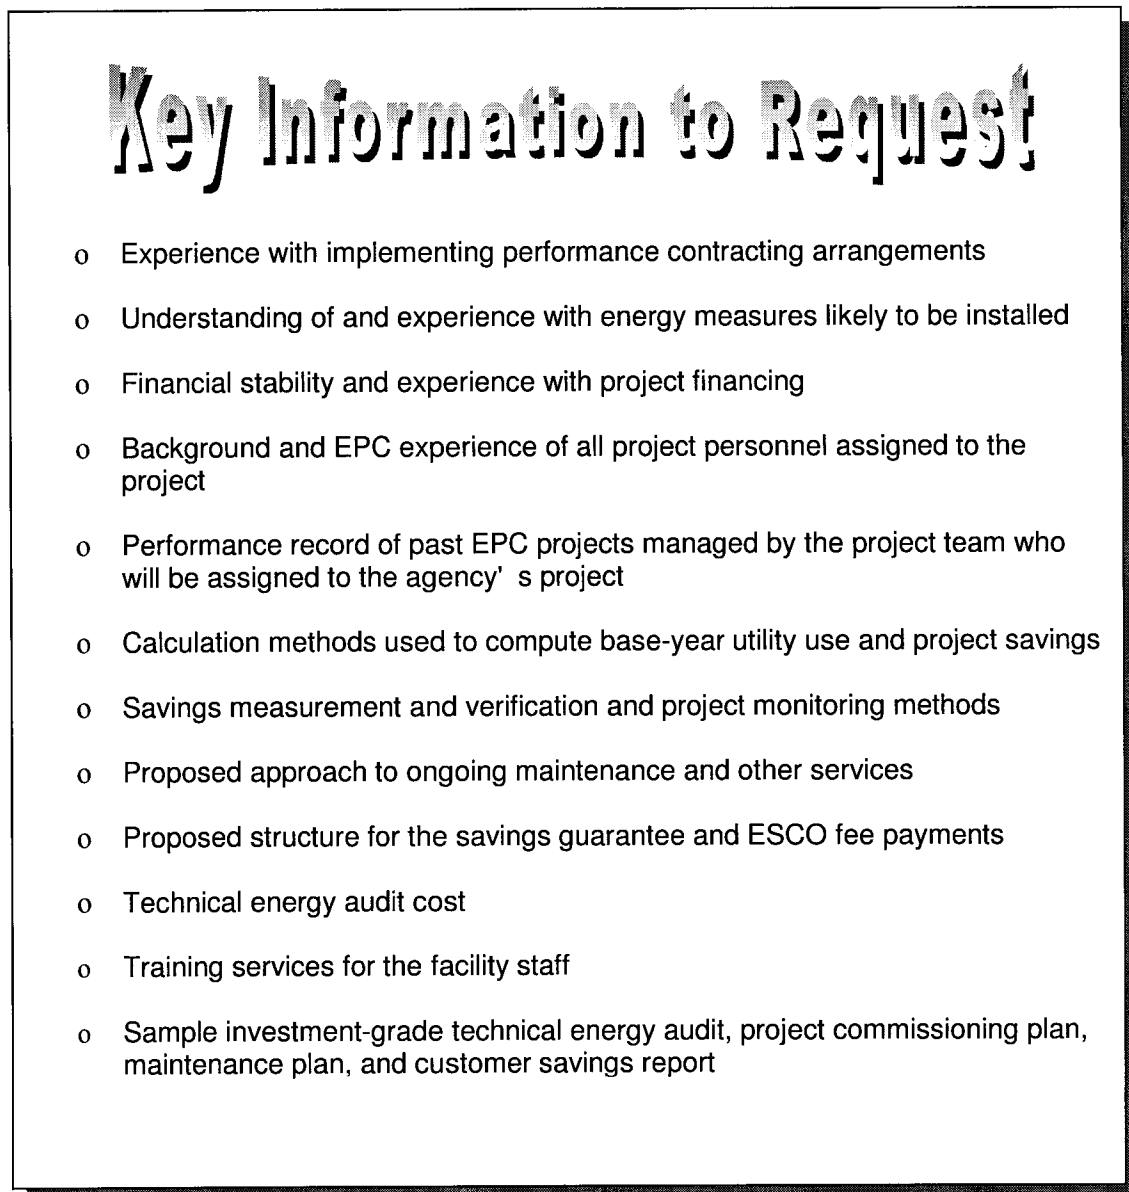 Key Information to Request
o Experience with implementing performance contracting arrangements
o Understanding of and experience with energy measures likely to be installed
o Financial stability and experience with project financing
o Background and EPC experience of all project personnel assigned to the
project
o Performance record of past EPC projects managed by the project team who
will be assigned to the agency' s project
o Calculation methods used to compute base-year utility use and project savings
o Savings measurement and verification and project monitoring methods
o Proposed approach to ongoing maintenance and other services
o Proposed structure for the savings guarantee and ESCO fee payments
o Technical energy audit cost
o Training services for the facility staff
o Sample investment-grade technical energy audit, project commissioning plan,
maintenance plan, and customer savings report